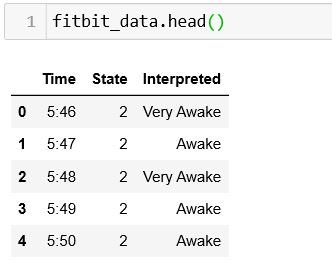 1 fitbit_data.head()
Time State Interpreted
0 5:46 2 Very Awake
1 5:47 2 Awake
2 5:48 2 Very Awake
3 5:49 2 Awake
4 5:50 2 Awake